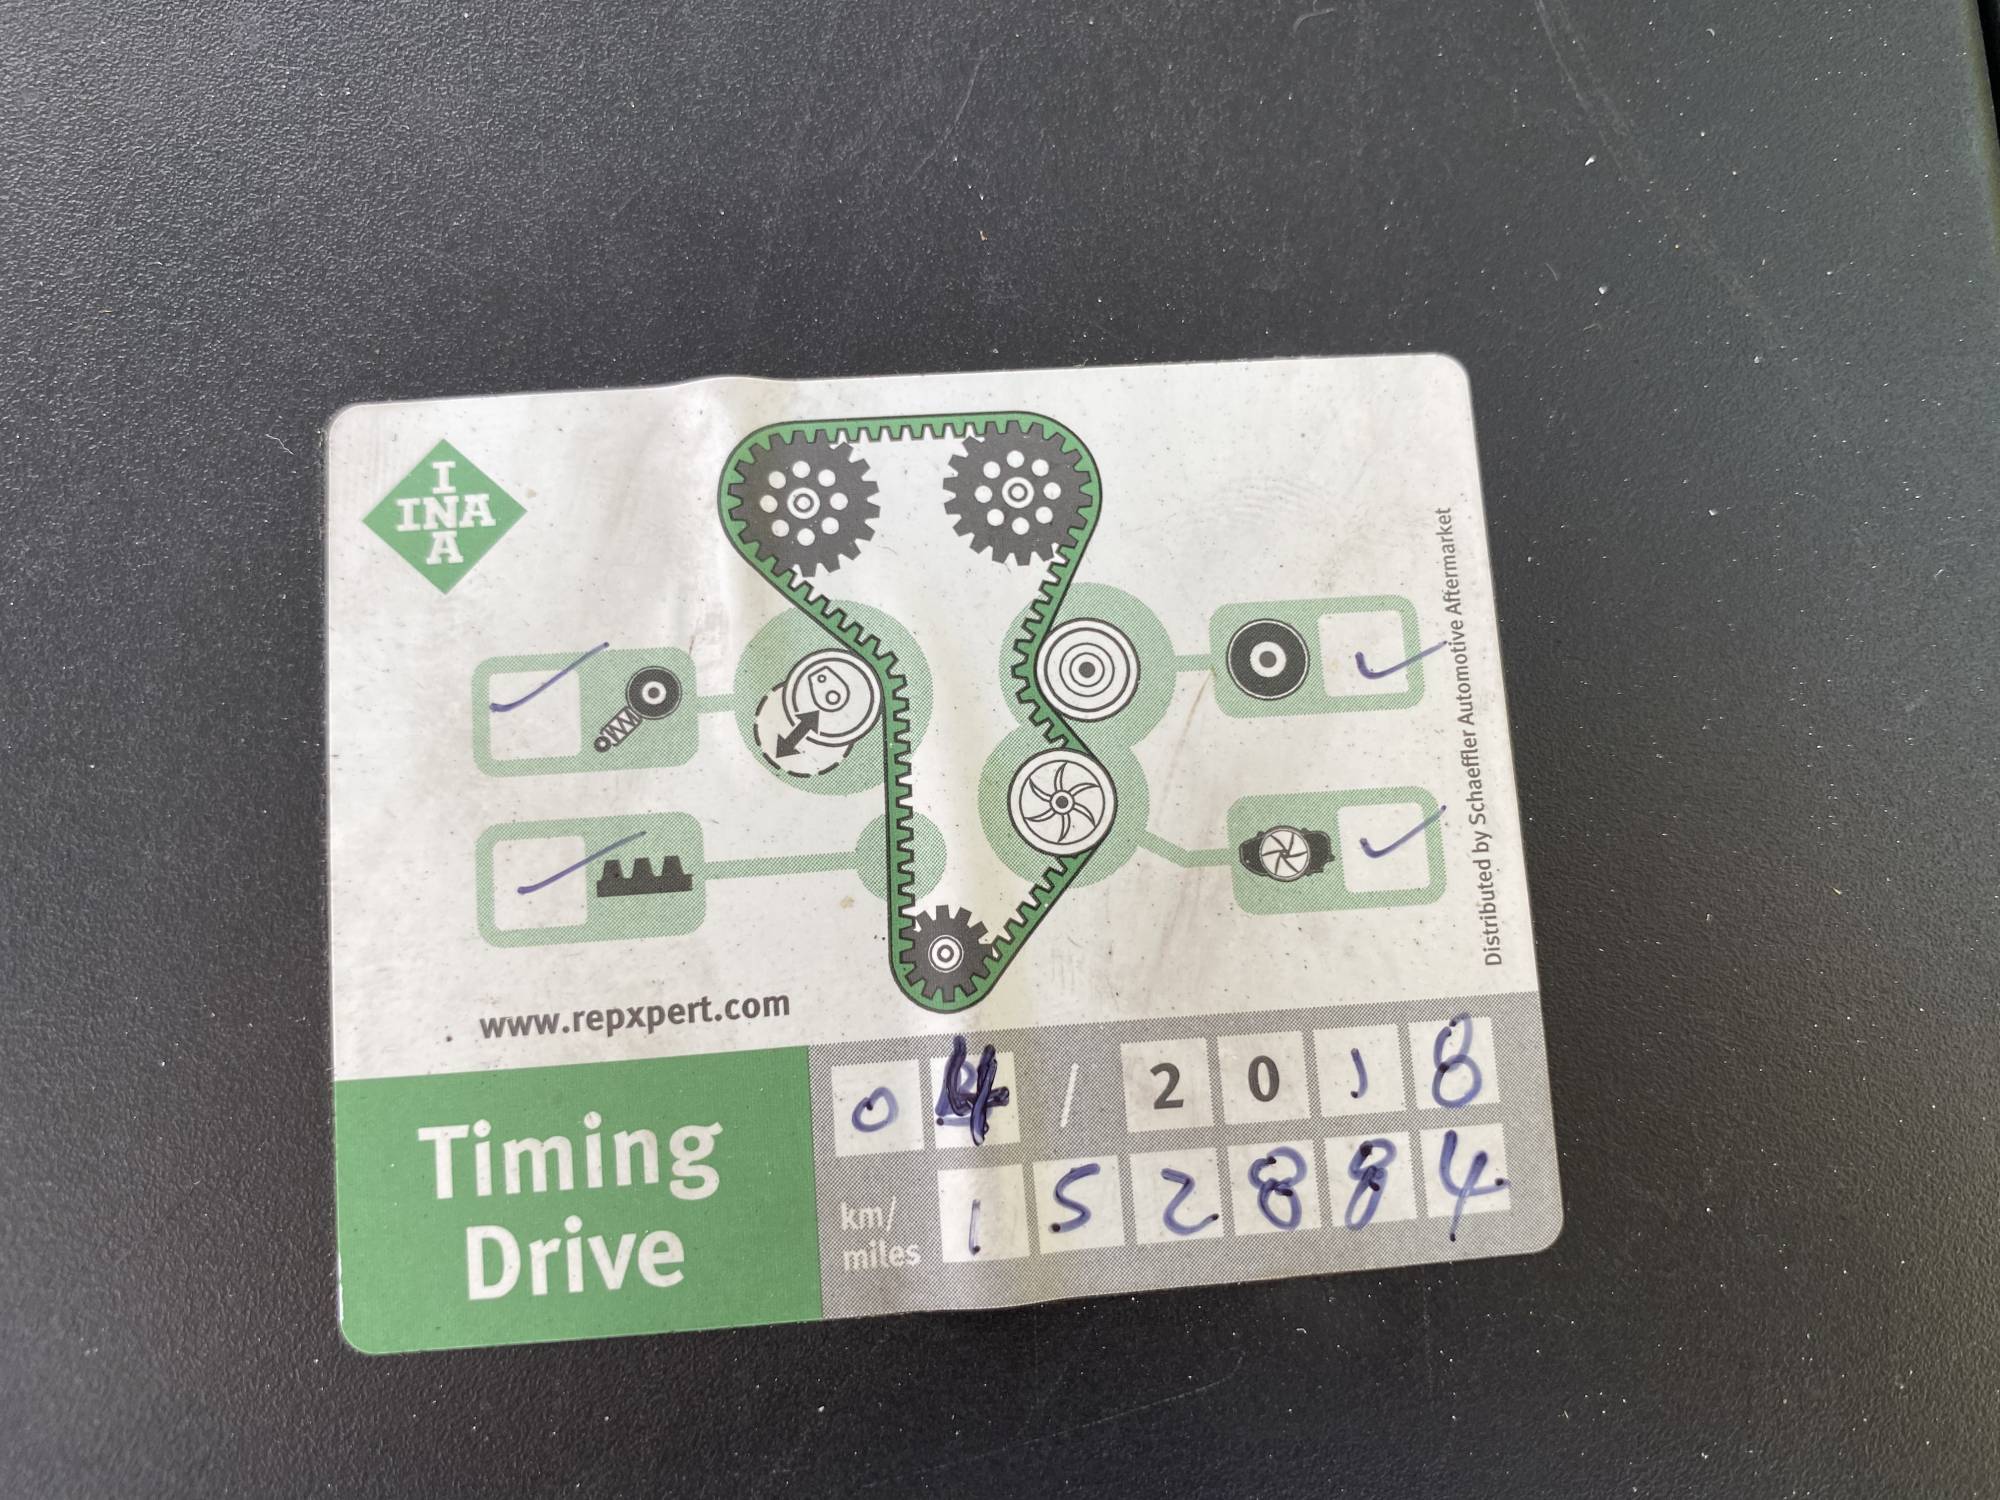 I
INA
A
Distributed by Schaeffler Automotive Aftermarket
www.repxpert.com
Timing
Drive
04 / 2018
km/
miles
152884